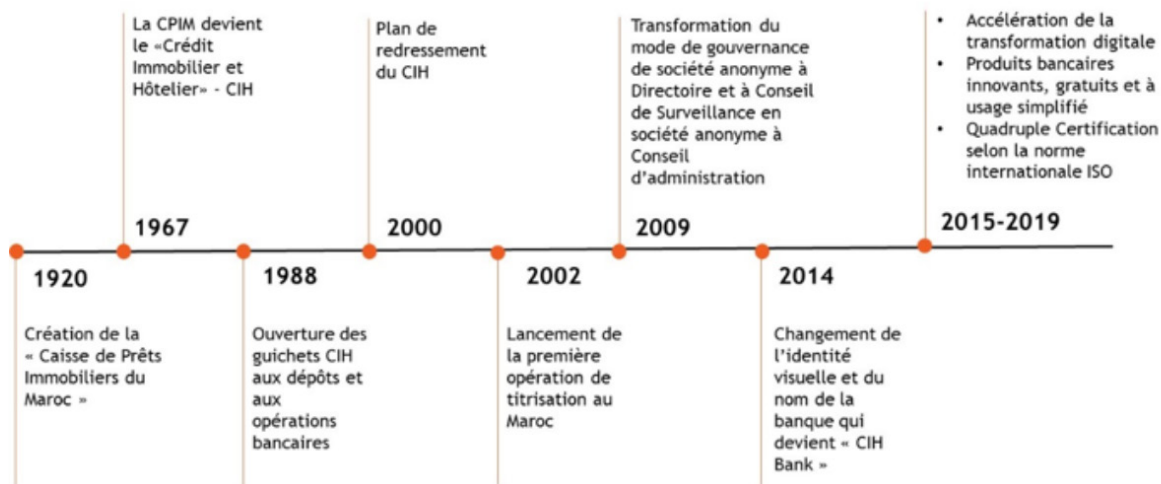 La CPIM devient
le «Crédit
Immobilier et
Hôtelier» - CIH
1967
Plan de
redressement
du CIH
2000
Transformation du
mode de gouvernance
de société anonyme à
Directoire et à Conseil
de Surveillance en
société anonyme à
Conseil
d'administration
2009
• Accélération de la
transformation digitale
• Produits bancaires
innovants, gratuits et à
usage simplifié
• Quadruple Certification
selon la norme
internationale ISO
2015-2019
1920
Création de la
« Caisse de Prêts
Immobiliers du
Maroc »
1988
Ouverture des
guichets CIH
aux dépôts et
aux
opérations
bancaires
2002
Lancement de
la première
opération de
titrisation au
Maroc
2014
Changement de
l'identité
visuelle et du
nom de la
banque qui
devient « CIH
Bank »